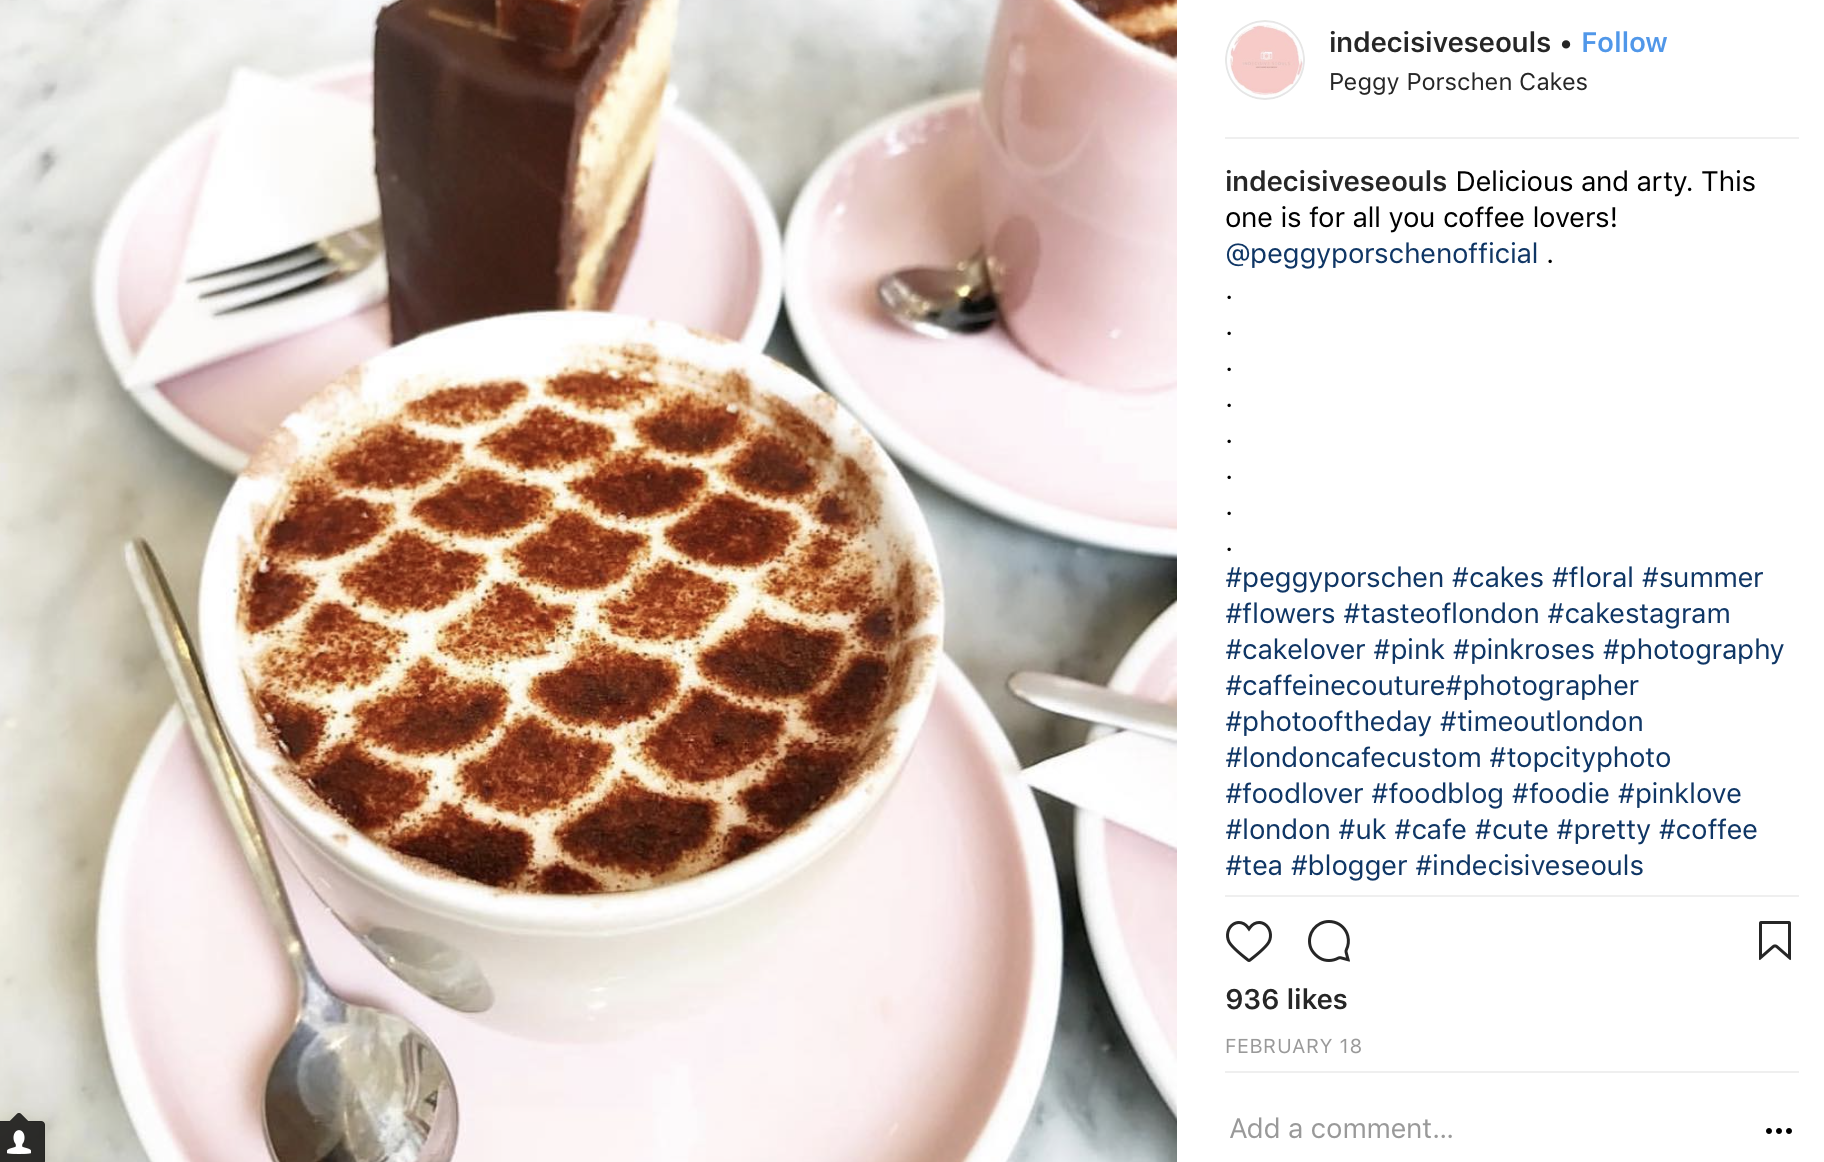 indecisiveseouls • Follow
Peggy Porschen Cakes
indecisiveseouls Delicious and arty. This
one is for all you coffee lovers!
@peggyporschenofficial .
.
.
.
.
.
.
.
.
#peggyporschen #cakes #floral #summer
#flowers #tasteoflondon #cakestagram
#cakelover #pink #pinkroses #photography
#caffeinecouture#photographer
#photooftheday #timeoutlondon
#londoncafecustom #topcityphoto
#foodlover #foodblog #foodie #pinklove
#london #uk #cafe #cute #pretty #coffee
#tea #blogger #indecisiveseouls
936 likes
FEBRUARY 18
Add a comment...